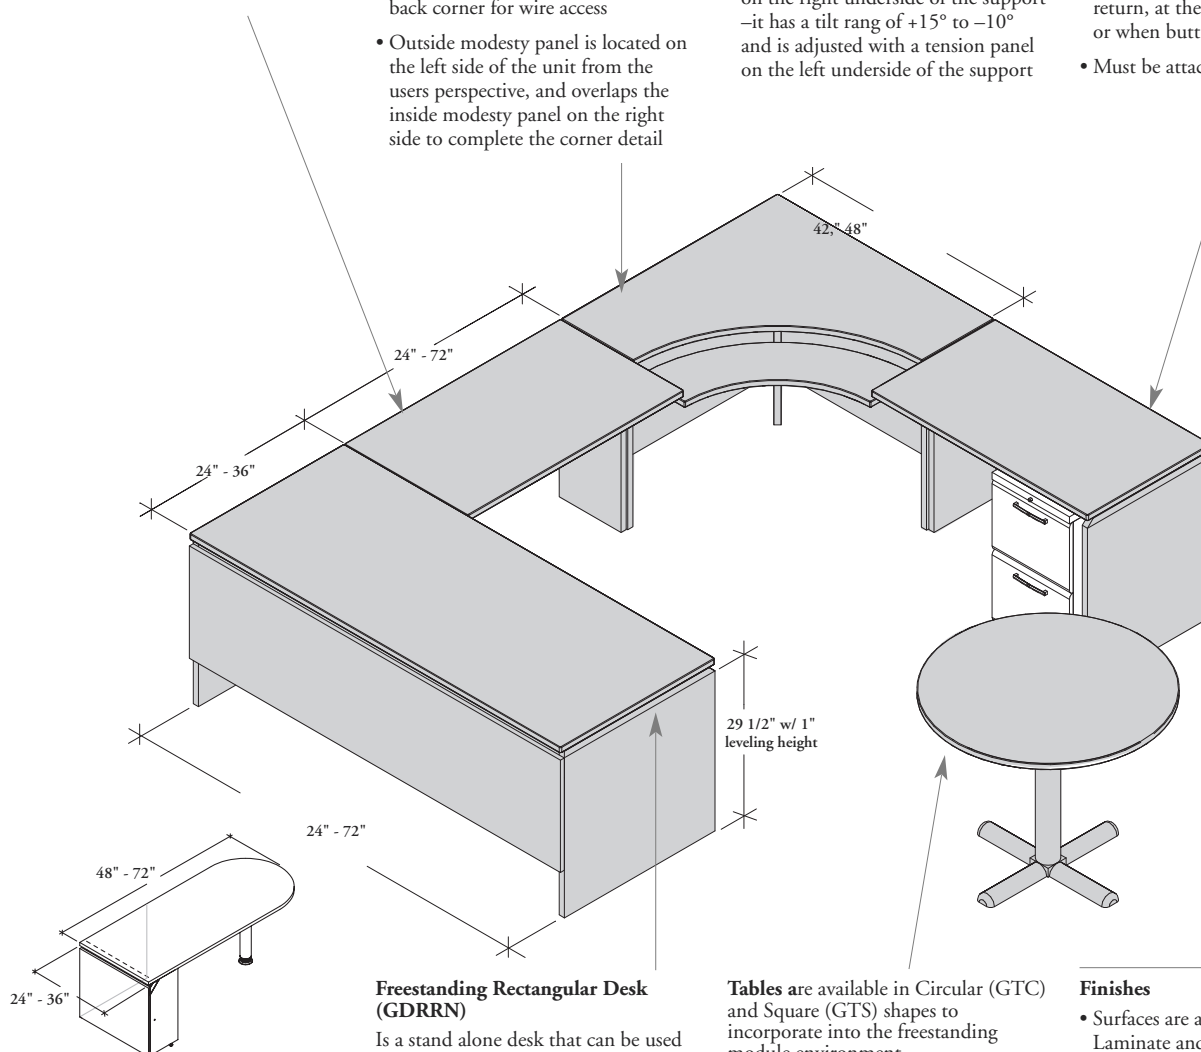 back corner for wire access
• Outside modesty panel is located on
the left side of the unit from the
users perspective, and overlaps the
inside modesty panel on the right
side to complete the corner detail
on the right underside of the support
–it has a tilt rang of +15° to –10°
and is adjusted with a tension panel
on the left underside of the support
return, at the
or when butt
• Must be attac
42," 48"
24" - 72"
24" - 36"
29 1/2" w/ 1"
leveling height
24" - 72"
48" - 72"
24" - 36"
Freestanding Rectangular Desk
(GDRRN)
Is a stand alone desk that can be used
Tables are available in Circular (GTC)
and Square (GTS) shapes to
incorporate into the freestanding
module environment
Finishes
• Surfaces are a
Laminate and